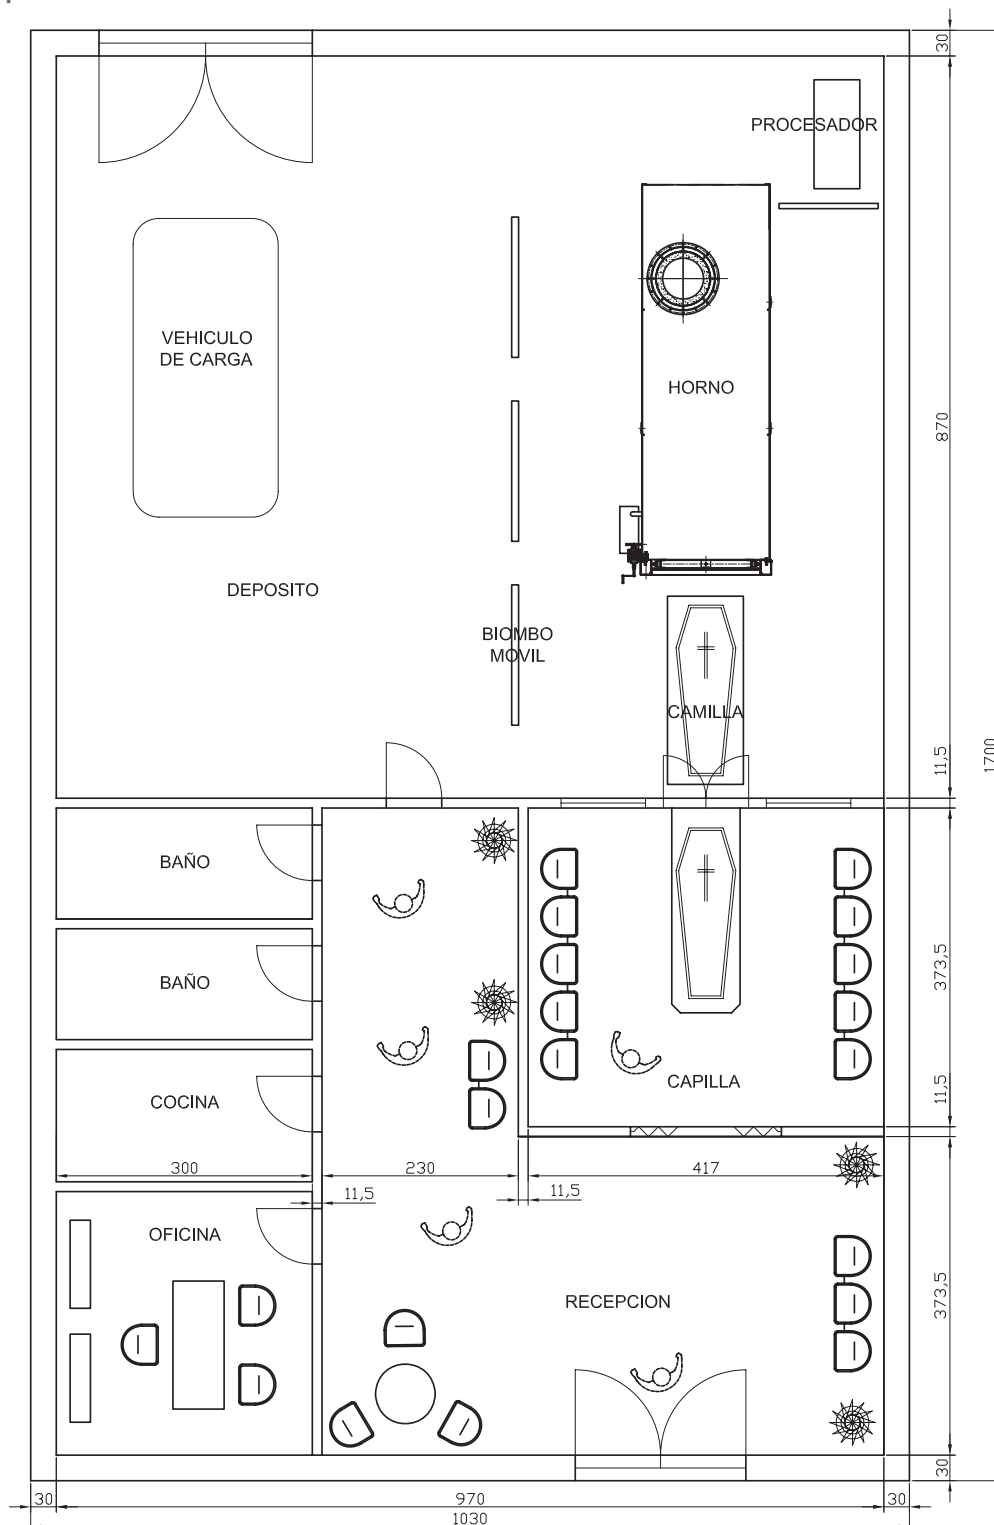 30
PROCESADOR
VEHICULO
DE CARGA
HORNO
870
DEPOSITO
BIOMBO
MOVIL
CAMILLA
11,5
1700
BAÑO
BAÑO
373,5
CAPILLA
COCINA
11,5
300
230
417
11,5
11,5
OFICINA
RECEPCION
373,5
30
30
970
30
1030